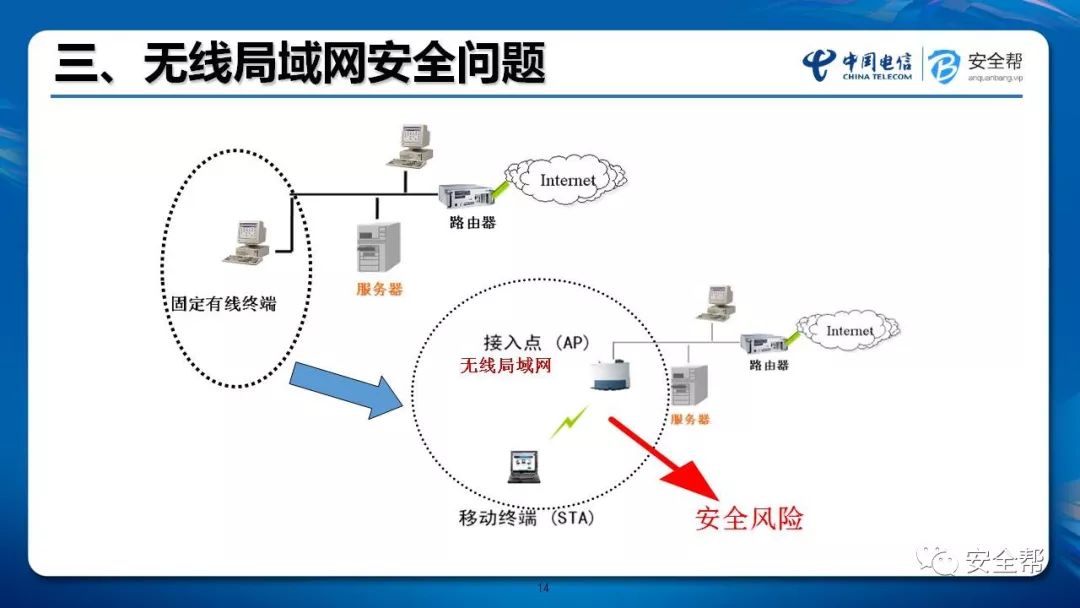 三、无线局域网安全问题
中国电信
CHINA TELECOM
安全帮
anquanbang.vip
Internet
路由器
服务器
固定有线终端
接入点 (AP)
无线局域网
Internet
路由器
服务器
移动终端 (STA)
安全风险
安全帮
14